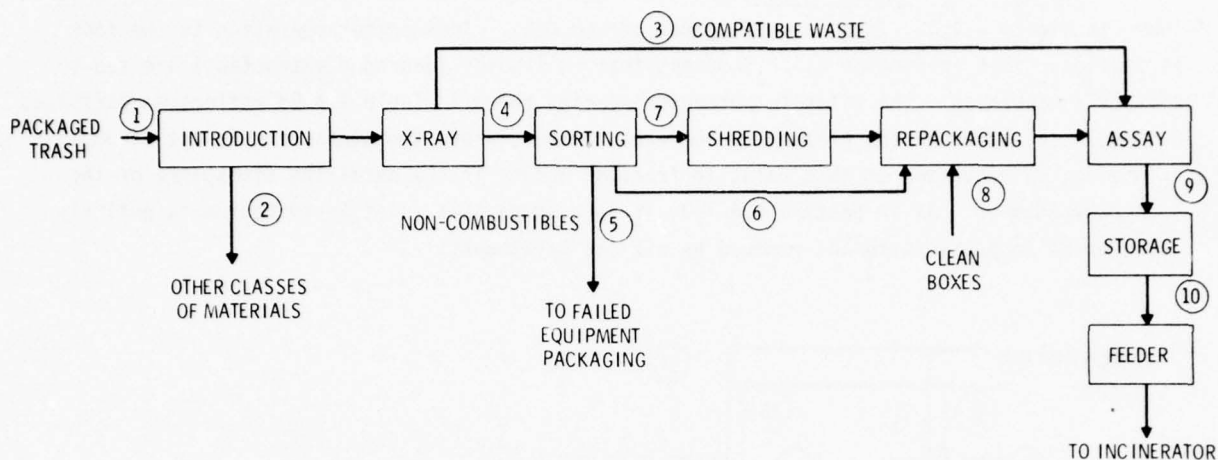 3 COMPATIBLE WASTE
PACKAGED
TRASH
1
INTRODUCTION
X-RAY
4
SORTING
7
SHREDDING
REPACKAGING
ASSAY
2
NON-COMBUSTIBLES
5
6
8
9
OTHER CLASSES
OF MATERIALS
TO FAILED
EQUIPMENT
PACKAGING
CLEAN
BOXES
STORAGE
10
FEEDER
TO INCINERATOR